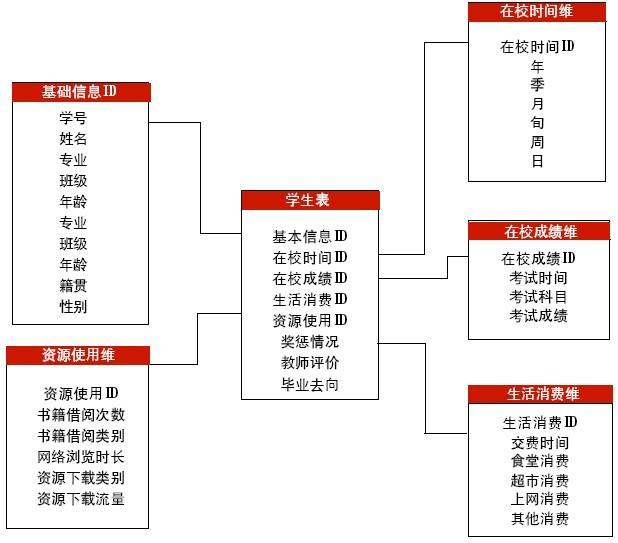 基础信息ID
学号
姓名
专业
班级
年龄
专业
班级
年龄
籍贯
性别
资源使用维
资源使用ID
书籍借阅次数
书籍借阅类别
网络浏览时长
资源下载类别
资源下载流量
学生表
基本信息ID
在校时间ID
在校成绩ID
生活消费ID
资源使用ID
奖惩情况
教师评价
毕业去向
在校时间维
在校时间ID
年
季
月
旬
周
日
在校成绩维
在校成绩ID
考试时间
考试科目
考试成绩
生活消费维
生活消费ID
交费时间
食堂消费
超市消费
上网消费
其他消费